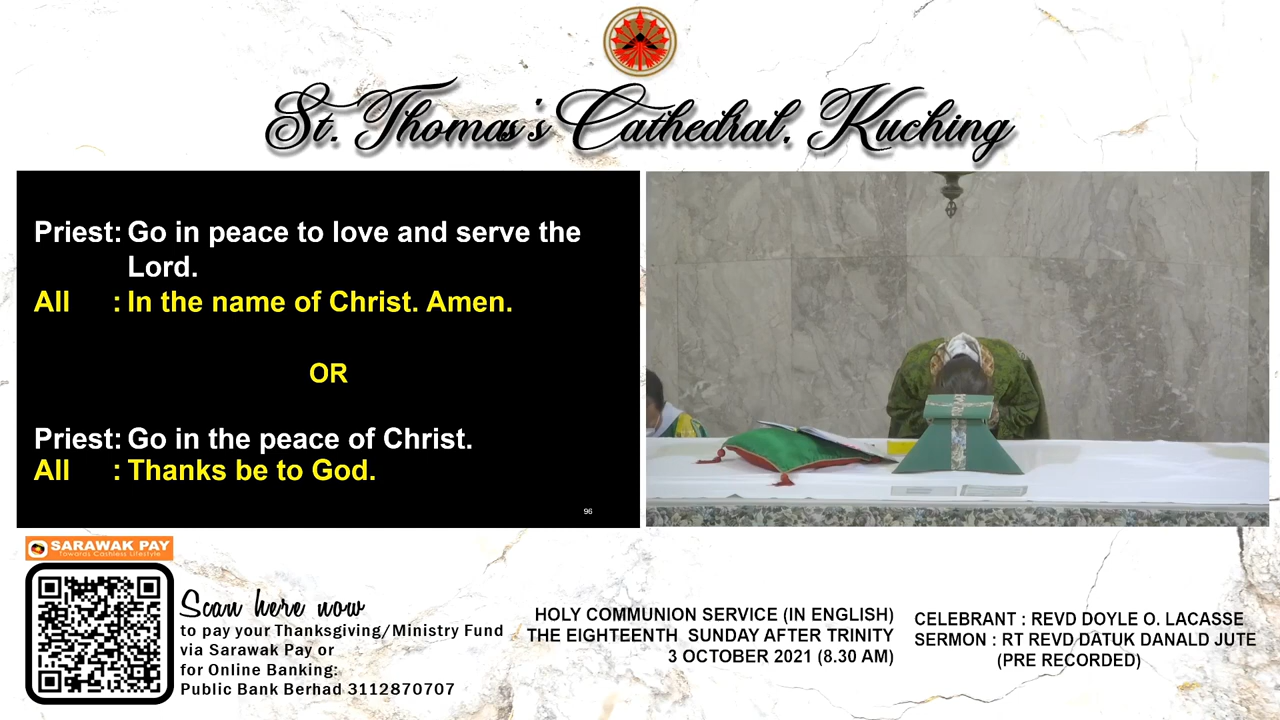 St. Thomas's Cathedral, Kuching
Priest: Go in peace to love and serve the
Lord.
All : In the name of Christ. Amen.
OR
Priest: Go in the peace of Christ.
All : Thanks be to God.
96
SARAWAK PAY
Towards Cashless Lifestyle
Scan here now
to pay your Thanksgiving/Ministry Fund
via Sarawak Pay or
for Online Banking:
Public Bank Berhad 3112870707
HOLY COMMUNION SERVICE (IN ENGLISH)
THE EIGHTEENTH SUNDAY AFTER TRINITY
3 OCTOBER 2021 (8.30 AM)
CELEBRANT : REVD DOYLE O. LACASSE
SERMON : RT REVD DATUK DANALD JUTE
(PRE RECORDED)